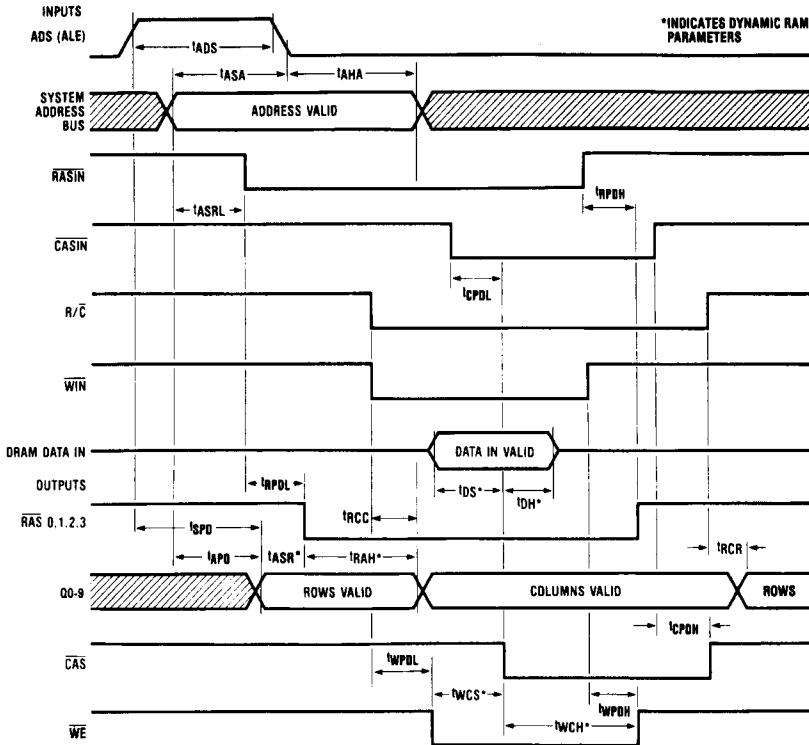 INPUTS
ADS (ALE)
*INDICATES DYNAMIC RAM
PARAMETERS
tADS
tASA
tAHA
SYSTEM
ADDRESS
BUS
ADDRESS VALID
RASIN
tRPDH
tASRL
CASIN
tCPDL
R/C
WIN
DRAM DATA IN
DATA IN VALID
OUTPUTS
tRPDL
tDS*
tDH*
RAS 0,1,2,3
tSPD
tRCC
tRCR
tAPD
tASR*
tRAH*
Q0-9
ROWS VALID
COLUMNS VALID
ROWS
tCPDH
CAS
tWPDL
tWCS*
tWPDH
tWCH*
WE